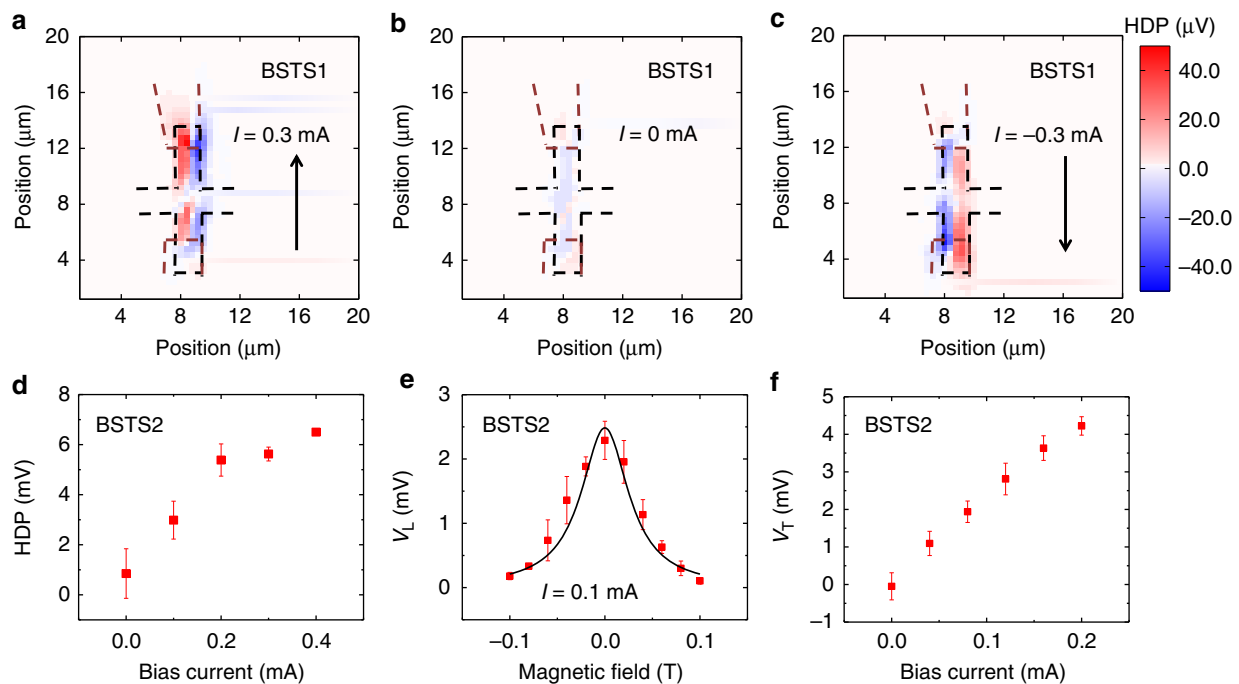 a
Position (μm)
20
16
12
8
4
4
8
12
16
20
Position (μm)
BSTS1
I = 0.3 mA
b
Position (μm)
20
16
12
8
4
4
8
12
16
20
Position (μm)
BSTS1
I = 0 mA
c
Position (μm)
20
16
12
8
4
4
8
12
16
20
Position (μm)
BSTS1
I = –0.3 mA
HDP (μV)
40.0
20.0
0.0
–20.0
–40.0
d
HDP (mV)
8
6
4
2
0
0.0
0.2
0.4
Bias current (mA)
BSTS2
e
VL (mV)
3
2
1
0
–0.1
0.0
0.1
Magnetic field (T)
BSTS2
I = 0.1 mA
f
VT (mV)
5
4
3
2
1
0
–1
0.0
0.1
0.2
Bias current (mA)
BSTS2